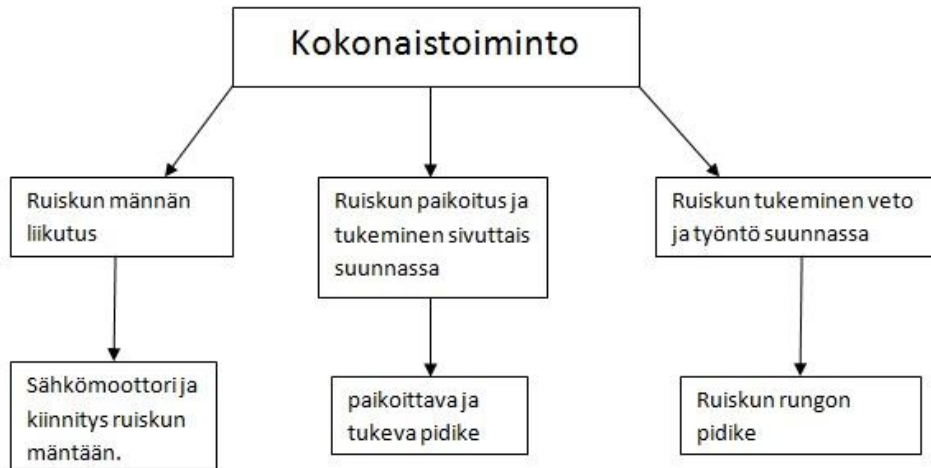 Kokonaistoiminto
Ruiskun männän
liikutus
Ruiskun paikoitus ja
tukeminen sivuttais
suunnassa
Ruiskun tukeminen veto
ja työntö suunnassa
Sähkömoottori ja
kiinnitys ruiskun
mäntään.
paikoittava ja
tukeva pidike
Ruiskun rungon
pidike